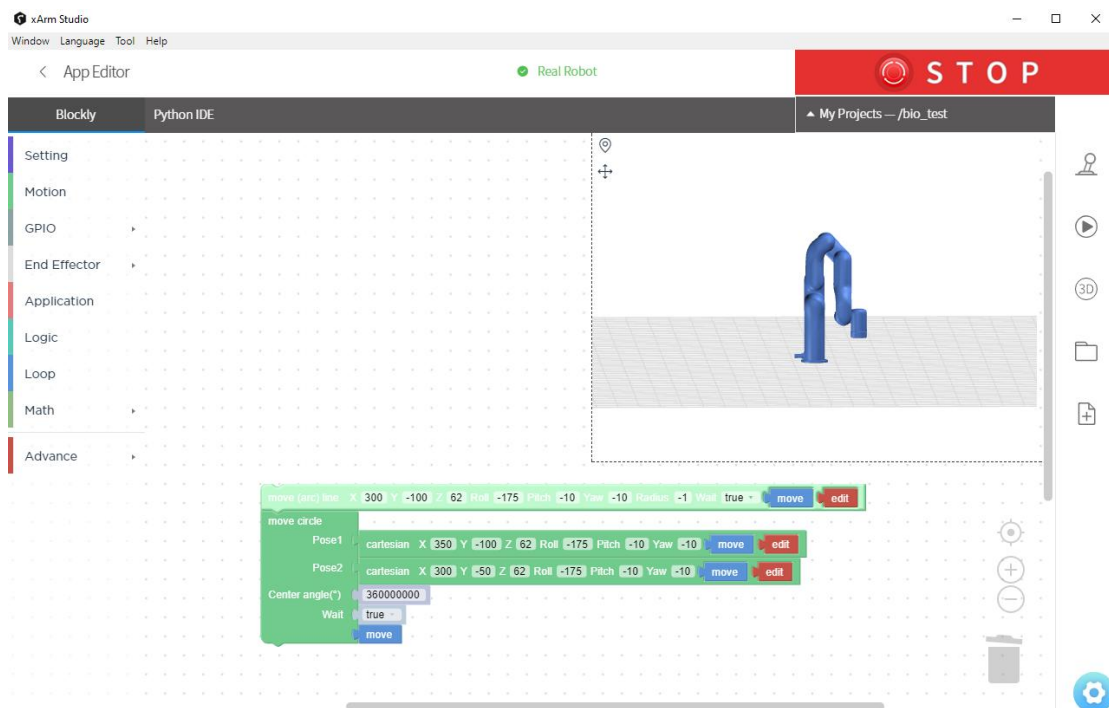 xArm Studio
Window Language Tool Help
App Editor
Real Robot
STOP
Blockly
Python IDE
My Projects — /bio_test
Setting
Motion
GPIO
End Effector
Application
Logic
Loop
Math
Advance
3D
move (arc) line X 300 Y -100 Z 62 Roll -175 Pitch -10 Yaw -10 Radius -1 Wait true move edit
move circle
Pose1 cartesian X 350 Y -100 Z 62 Roll -175 Pitch -10 Yaw -10 move edit
Pose2 cartesian X 300 Y -50 Z 62 Roll -175 Pitch -10 Yaw -10 move edit
Center angle(°) 360000000
Wait true
move